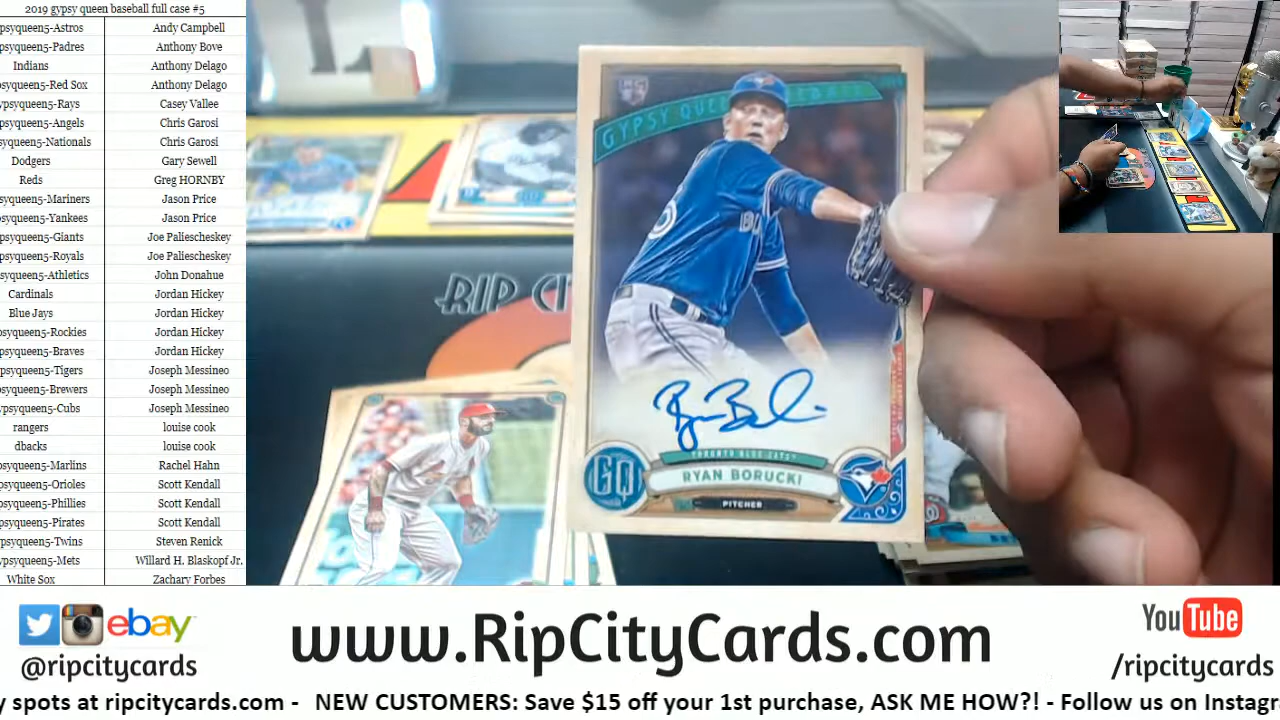 2019 gypsy queen baseball full case #5
psyqueen5-Astros Andy Campbell
psyqueen5-Padres Anthony Bove
Indians Anthony Delago
psyqueen5-Red Sox Anthony Delago
ypsyqueen5-Rays Casey Vallee
psyqueen5-Angels Chris Garosi
syqueen5-Nationals Chris Garosi
Dodgers Gary Sewell
Reds Greg HORNBY
psyqueen5-Mariners Jason Price
psyqueen5-Yankees Jason Price
psyqueen5-Giants Joe Paliescheskey
psyqueen5-Royals Joe Paliescheskey
syqueen5-Athletics John Donahue
Cardinals Jordan Hickey
Blue Jays Jordan Hickey
psyqueen5-Rockies Jordan Hickey
psyqueen5-Braves Jordan Hickey
psyqueen5-Tigers Joseph Messineo
psyqueen5-Brewers Joseph Messineo
ypsyqueen5-Cubs Joseph Messineo
rangers louise cook
dbacks louise cook
psyqueen5-Marlins Rachel Hahn
psyqueen5-Orioles Scott Kendall
psyqueen5-Phillies Scott Kendall
psyqueen5-Pirates Scott Kendall
psyqueen5-Twins Steven Renick
ypsyqueen5-Mets Willard H. Blaskopf Jr.
White Sox Zachary Forbes
RIP CI
GYPSY QUEE
TORONTO BLUE JAYS
GQ
RYAN BORUCKI
PITCHER
ebay
@ripcitycards
www.RipCityCards.com
YouTube
/ripcitycards
y spots at ripcitycards.com - NEW CUSTOMERS: Save $15 off your 1st purchase, ASK ME HOW?! - Follow us on Instagr